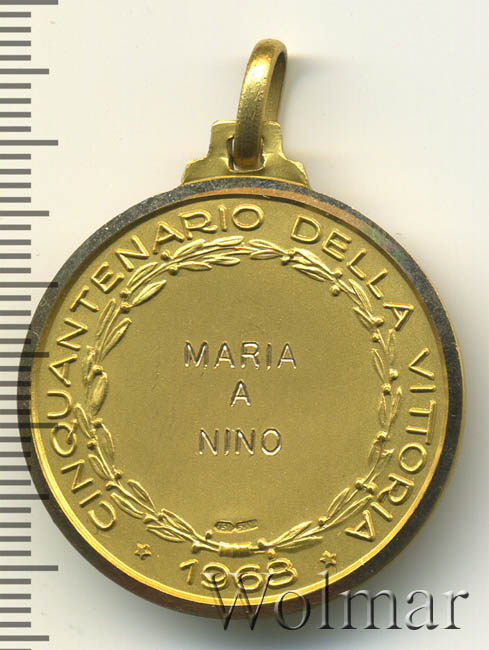 CINQUANTENARIO DELLA VITTORIA
MARIA
A
NINO
* 1968 *
Wolmar